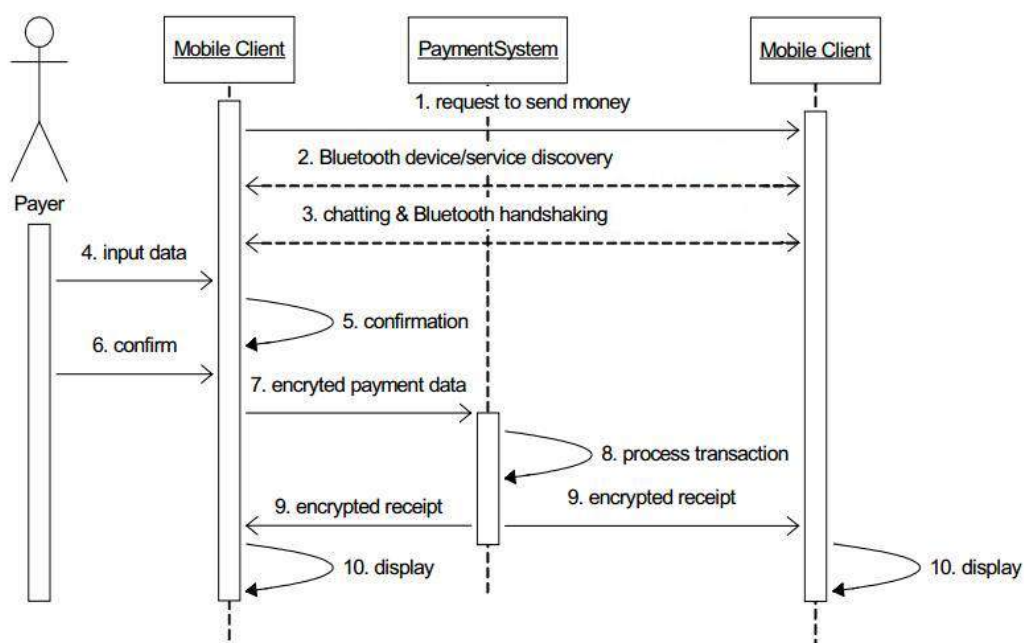 Mobile Client
PaymentSystem
Mobile Client
1. request to send money
2. Bluetooth device/service discovery
Payer
3. chatting & Bluetooth handshaking
4. input data
5. confirmation
6. confirm
7. encryted payment data
8. process transaction
9. encrypted receipt
9. encrypted receipt
10. display
10. display